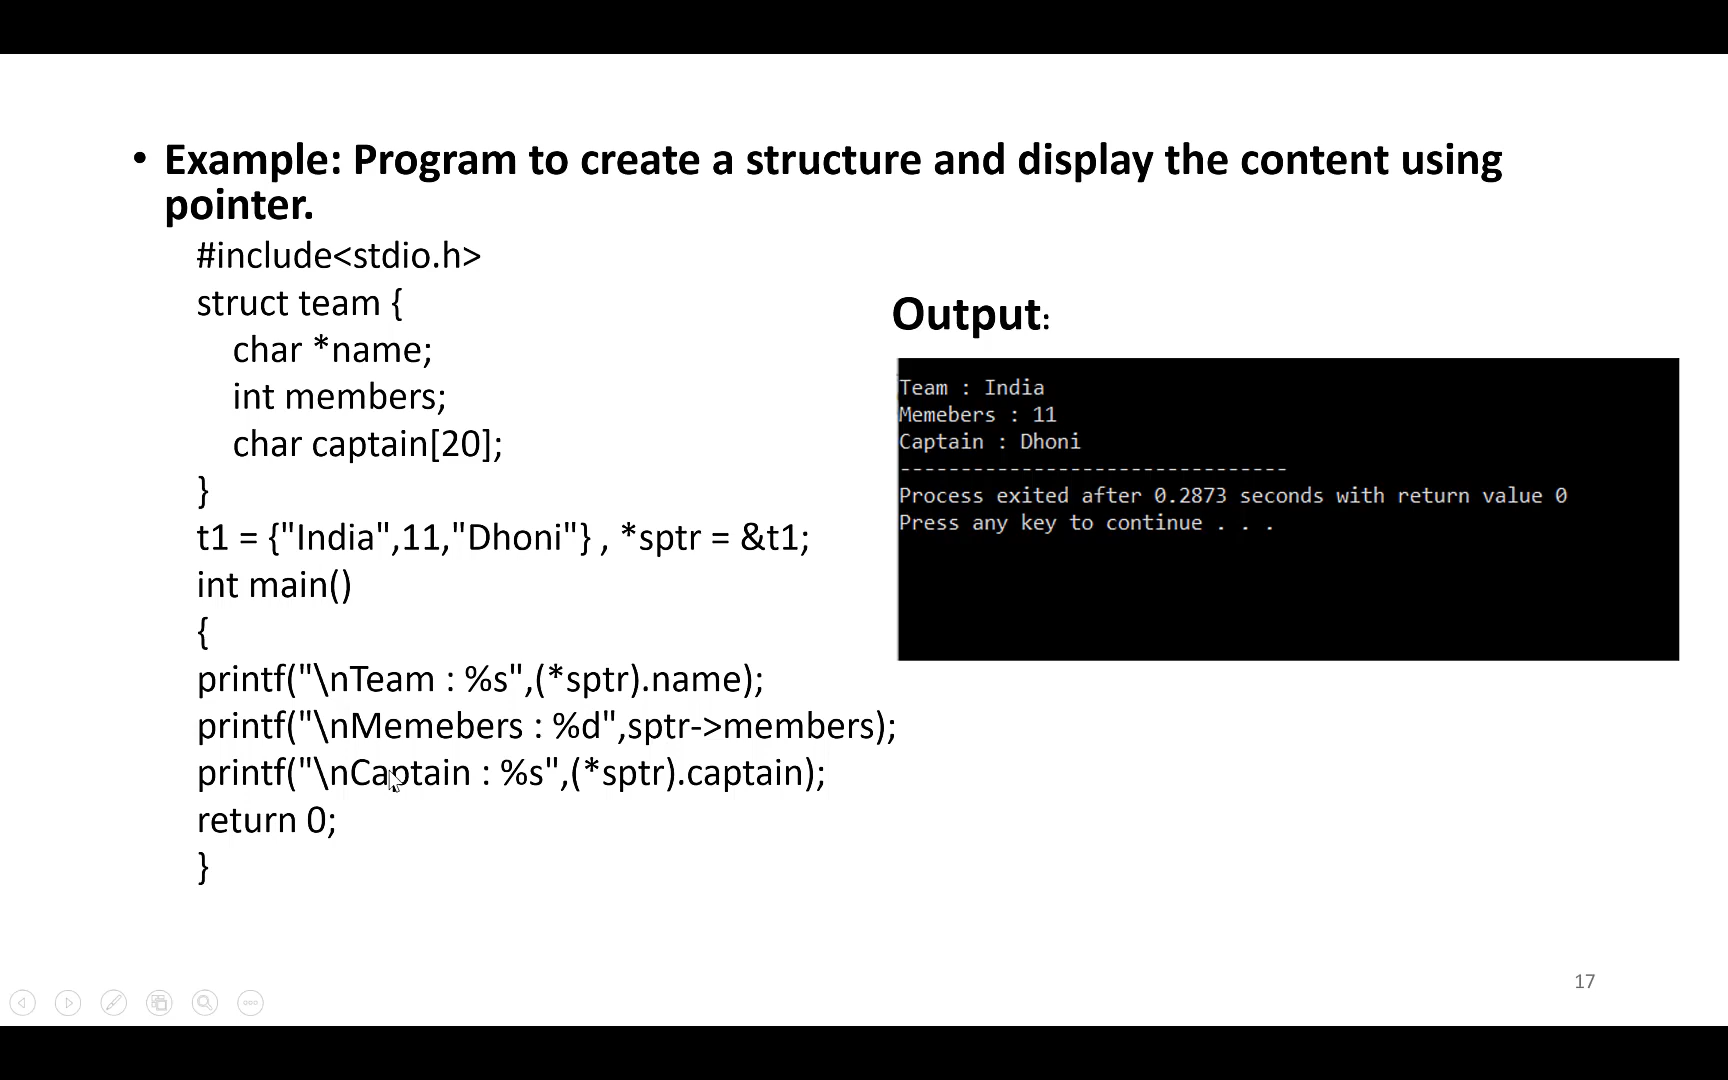 • Example: Program to create a structure and display the content using
pointer.
#include<stdio.h>
struct team {
char *name;
int members;
char captain[20];
}
t1 = {"India",11,"Dhoni"} , *sptr = &t1;
int main()
{
printf("\nTeam : %s",(*sptr).name);
printf("\nMemebers : %d",sptr->members);
printf("\nCaptain : %s",(*sptr).captain);
return 0;
}
Output:
Team : India
Memebers : 11
Captain : Dhoni
--------------------------------
Process exited after 0.2873 seconds with return value 0
Press any key to continue . . .
17